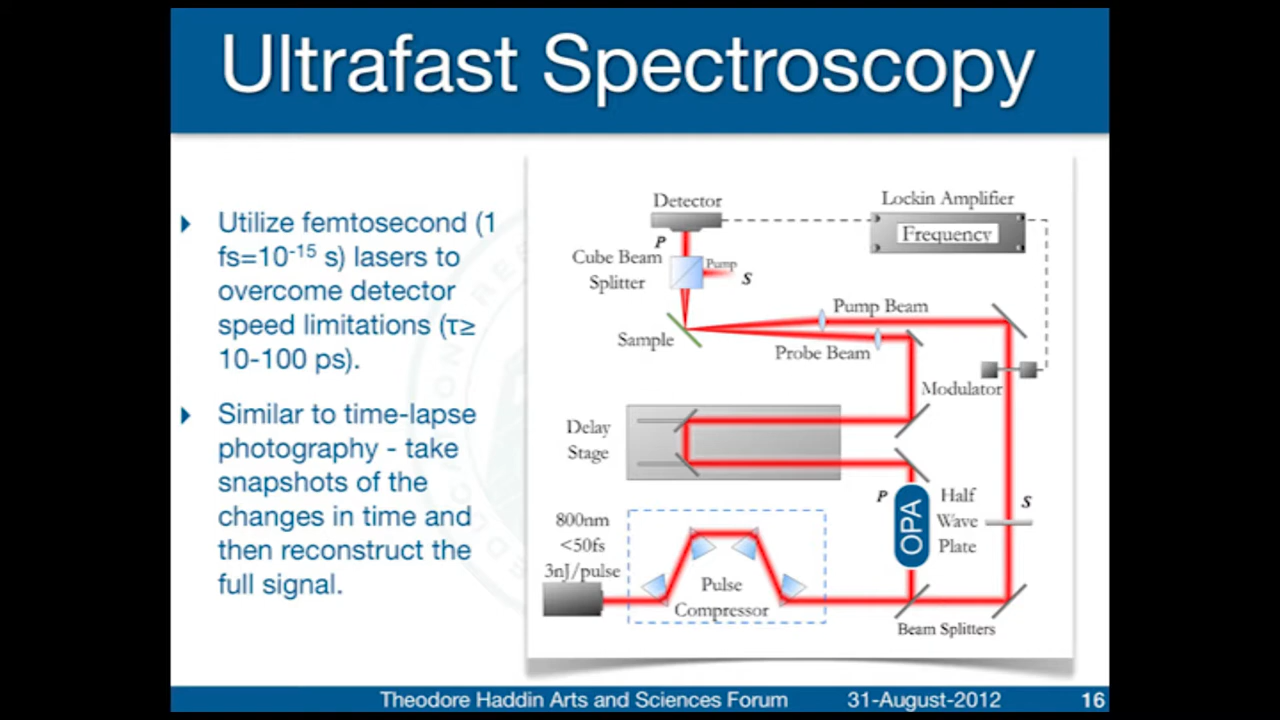 Ultrafast Spectroscopy
Utilize femtosecond (1
fs=10⁻¹⁵ s) lasers to
overcome detector
speed limitations (τ≥
10-100 ps).
Similar to time-lapse
photography - take
snapshots of the
changes in time and
then reconstruct the
full signal.
Detector
Lockin Amplifier
Frequency
P
Cube Beam
Splitter
Pump
S
Sample
Pump Beam
Probe Beam
Modulator
Delay
Stage
P
OPA
Half
Wave
Plate
S
800nm
<50fs
3nJ/pulse
Pulse
Compressor
Beam Splitters
Theodore Haddin Arts and Sciences Forum
31-August-2012
16